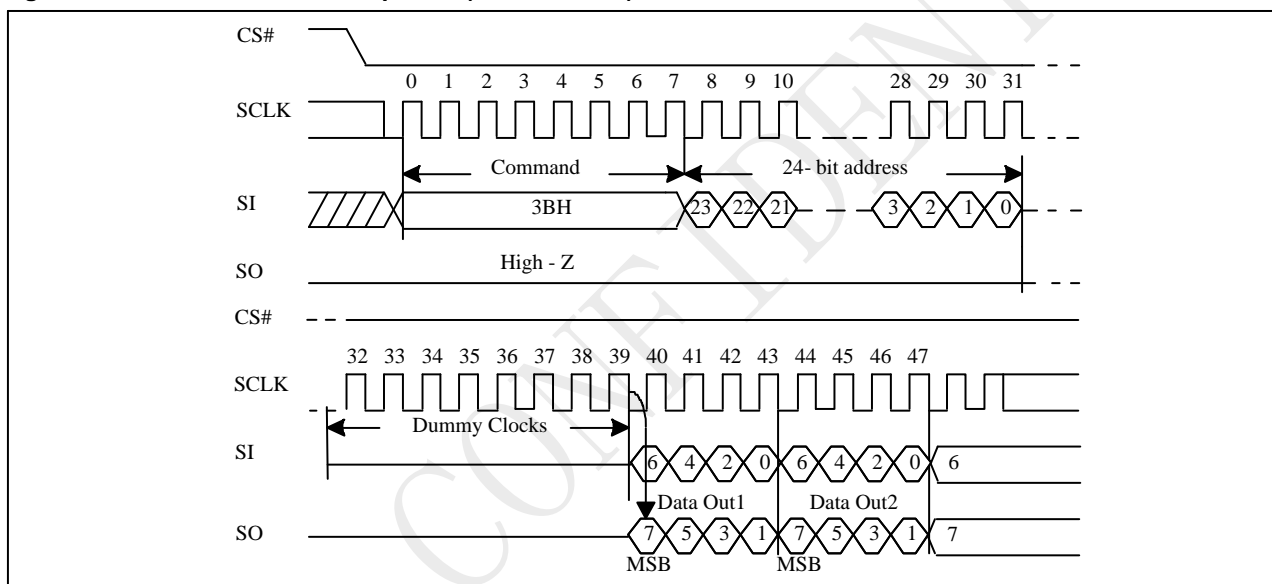 CS#
0 1 2 3 4 5 6 7 8 9 10 28 29 30 31
SCLK
Command 24- bit address
SI 3BH 23 22 21 3 2 1 0
High - Z
SO
CS#
32 33 34 35 36 37 38 39 40 41 42 43 44 45 46 47
SCLK
Dummy Clocks
SI 6 4 2 0 6 4 2 0 6
Data Out1 Data Out2
SO 7 5 3 1 7 5 3 1 7
MSB MSB
CONFIDENT